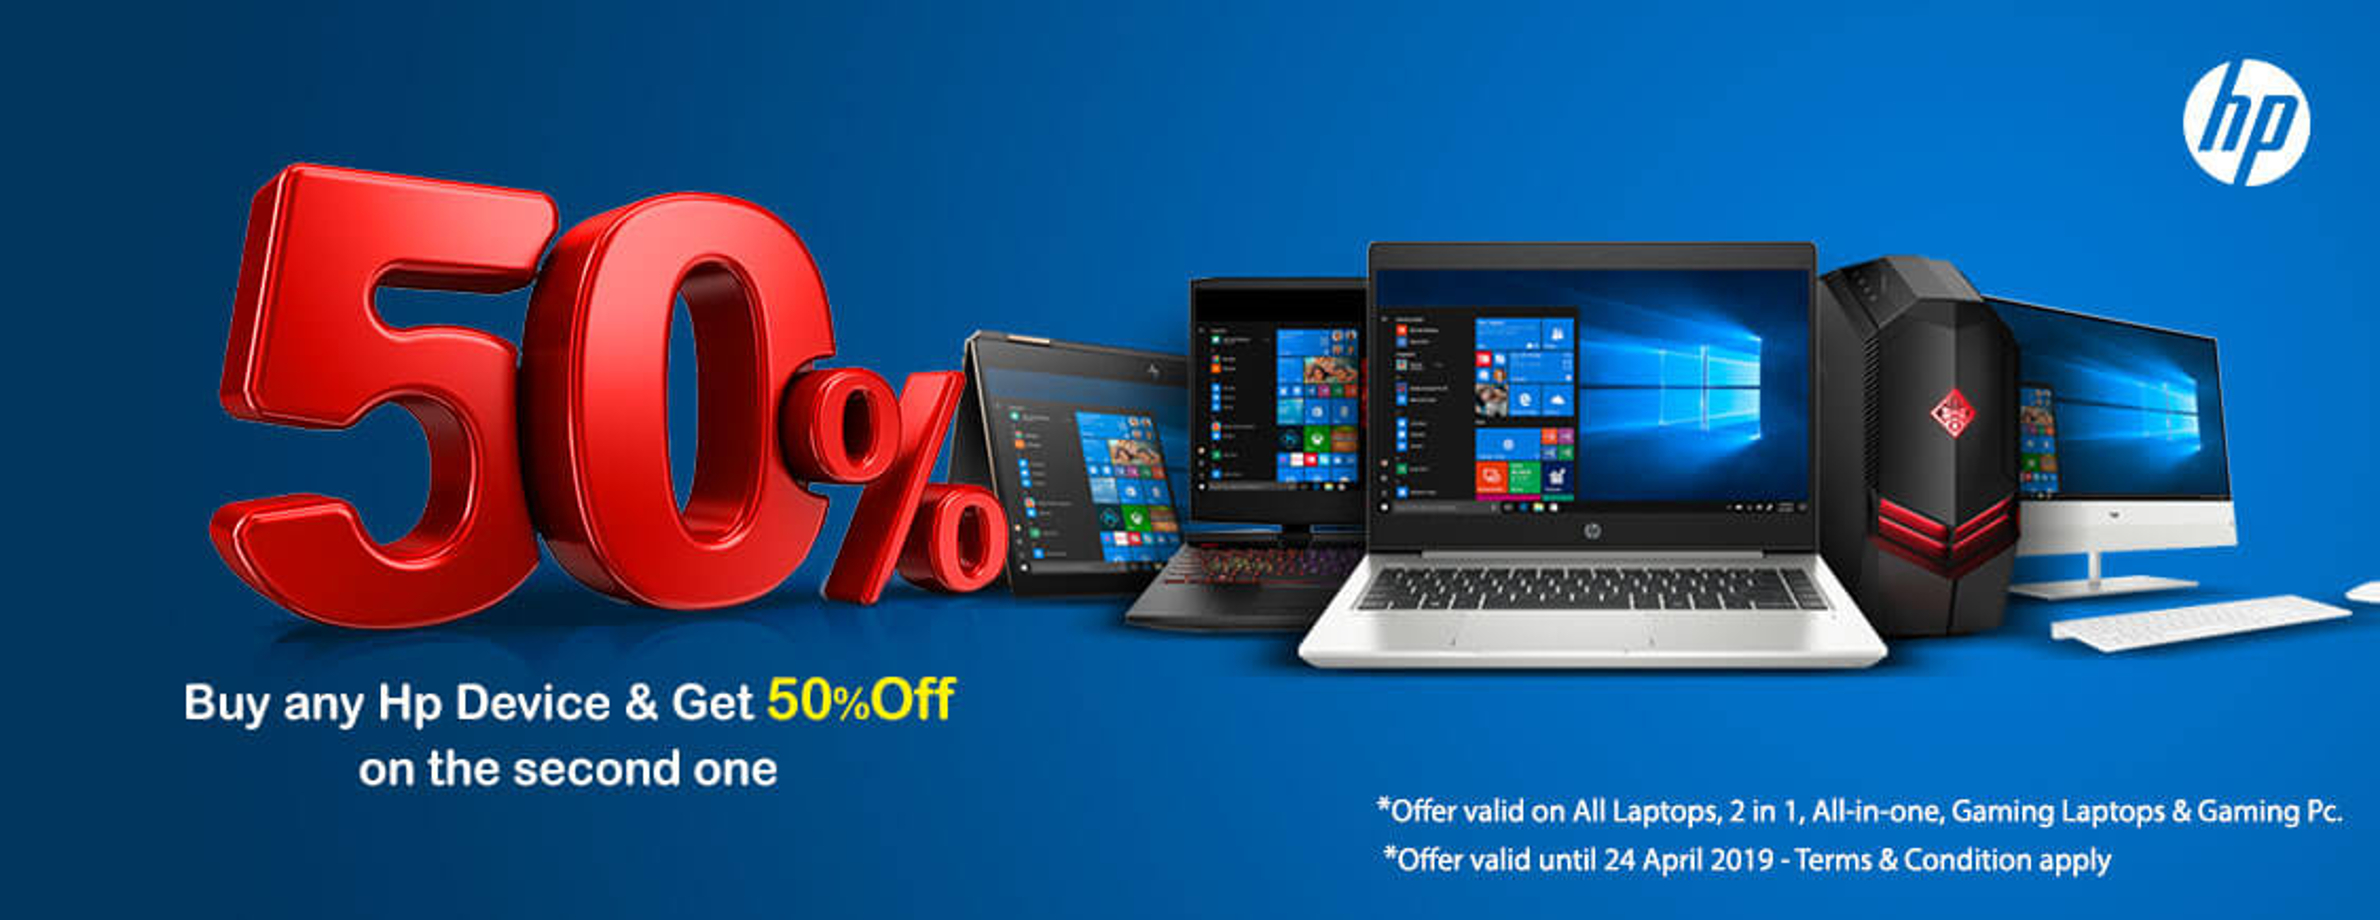 hp
50%
Buy any Hp Device & Get 50%Off
on the second one
*Offer valid on All Laptops, 2 in 1, All-in-one, Gaming Laptops & Gaming Pc.
*Offer valid until 24 April 2019 - Terms & Condition apply